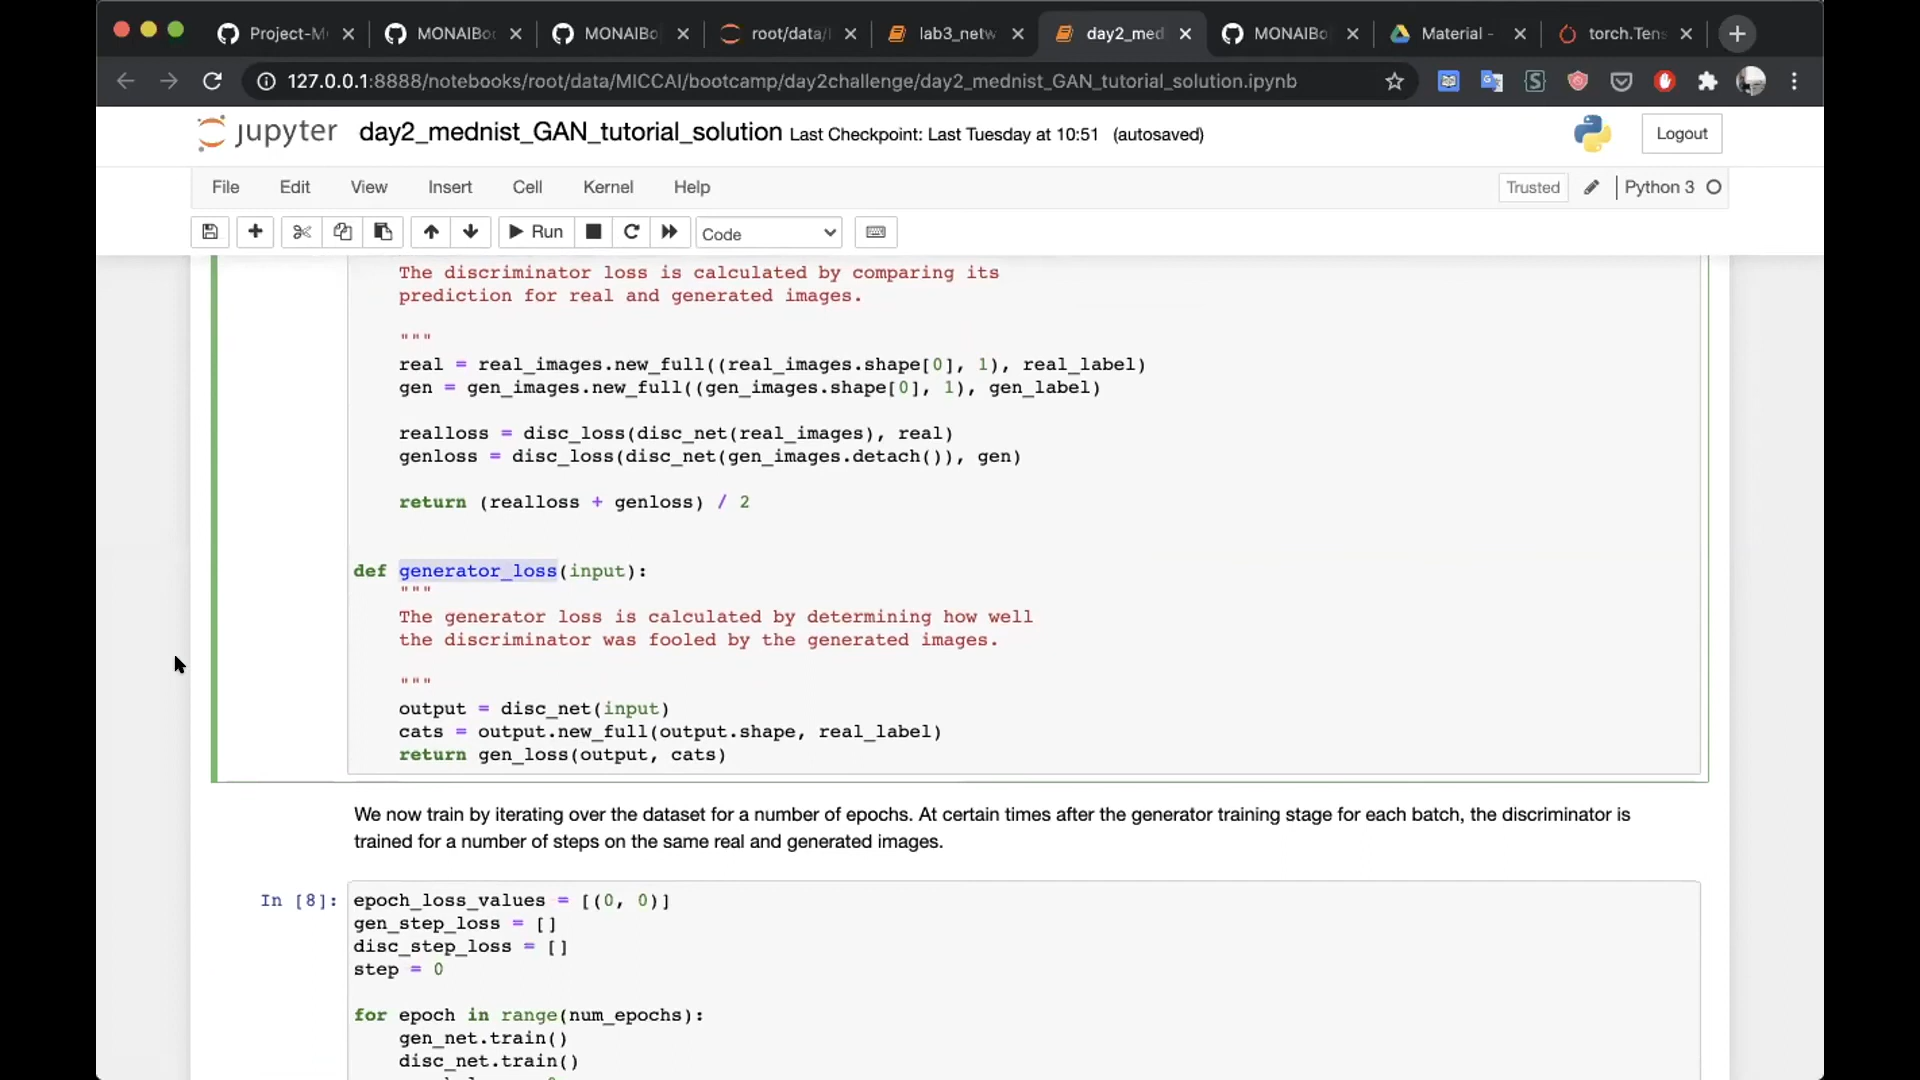 Project-M
MONAIBo
MONAIBo
root/data/
lab3_netw
day2_med
MONAIBo
Material -
torch.Tens
127.0.0.1:8888/notebooks/root/data/MICCAI/bootcamp/day2challenge/day2_mednist_GAN_tutorial_solution.ipynb
jupyter day2_mednist_GAN_tutorial_solution Last Checkpoint: Last Tuesday at 10:51 (autosaved)
Logout
File Edit View Insert Cell Kernel Help
Trusted
Python 3
Run
Code
The discriminator loss is calculated by comparing its
prediction for real and generated images.
"""
real = real_images.new_full((real_images.shape[0], 1), real_label)
gen = gen_images.new_full((gen_images.shape[0], 1), gen_label)
realloss = disc_loss(disc_net(real_images), real)
genloss = disc_loss(disc_net(gen_images.detach()), gen)
return (realloss + genloss) / 2
def generator_loss(input):
"""
The generator loss is calculated by determining how well
the discriminator was fooled by the generated images.
"""
output = disc_net(input)
cats = output.new_full(output.shape, real_label)
return gen_loss(output, cats)
We now train by iterating over the dataset for a number of epochs. At certain times after the generator training stage for each batch, the discriminator is
trained for a number of steps on the same real and generated images.
In [8]:
epoch_loss_values = [(0, 0)]
gen_step_loss = []
disc_step_loss = []
step = 0
for epoch in range(num_epochs):
gen_net.train()
disc_net.train()